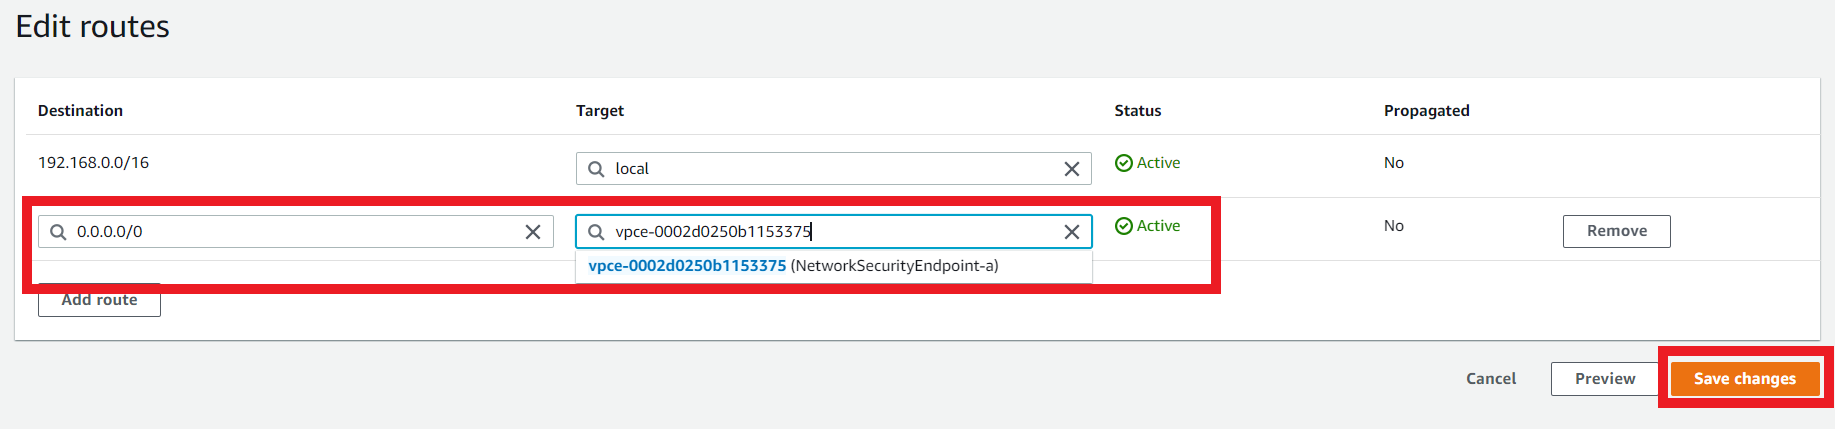 Edit routes
Destination Target Status Propagated
192.168.0.0/16 local Active No
0.0.0.0/0 vpce-0002d0250b1153375 Active No Remove
vpce-0002d0250b1153375 (NetworkSecurityEndpoint-a)
Add route
Cancel Preview Save changes